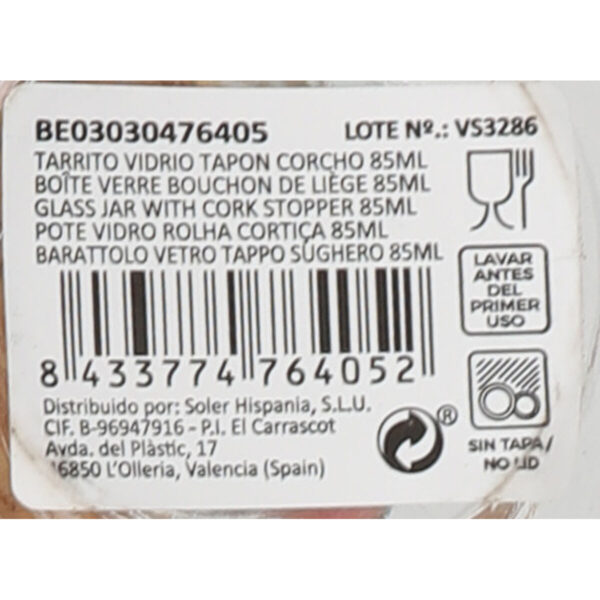 BE03030476405 LOTE Nº.: VS3286
TARRITO VIDRIO TAPON CORCHO 85ML
BOÎTE VERRE BOUCHON DE LIÈGE 85ML
GLASS JAR WITH CORK STOPPER 85ML
POTE VIDRO ROLHA CORTIÇA 85ML
BARATTOLO VETRO TAPPO SUGHERO 85ML
LAVAR
ANTES
DEL
PRIMER
USO
8 433774 764052
Distribuido por: Soler Hispania, S.L.U.
CIF. B-96947916 - P.I. El Carrascot
Avda. del Plàstic, 17
46850 L'Olleria, Valencia (Spain)
®
SIN TAPA/
NO LID